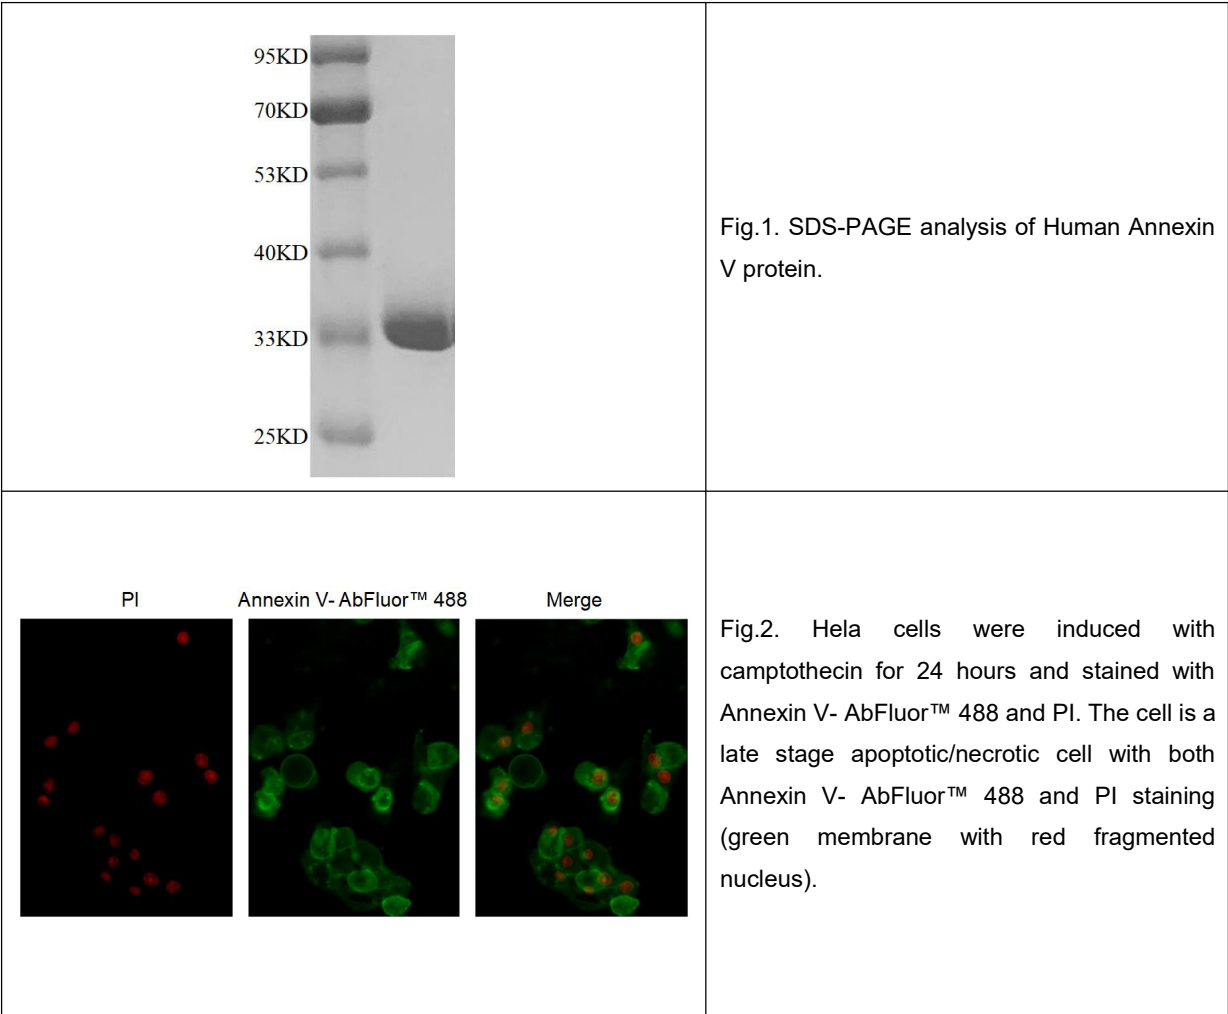 95KD
70KD
53KD
40KD
33KD
25KD
Fig.1. SDS-PAGE analysis of Human Annexin
V protein.
PI
Annexin V- AbFluor™ 488
Merge
Fig.2. Hela cells were induced with
camptothecin for 24 hours and stained with
Annexin V- AbFluor™ 488 and PI. The cell is a
late stage apoptotic/necrotic cell with both
Annexin V- AbFluor™ 488 and PI staining
(green membrane with red fragmented
nucleus).